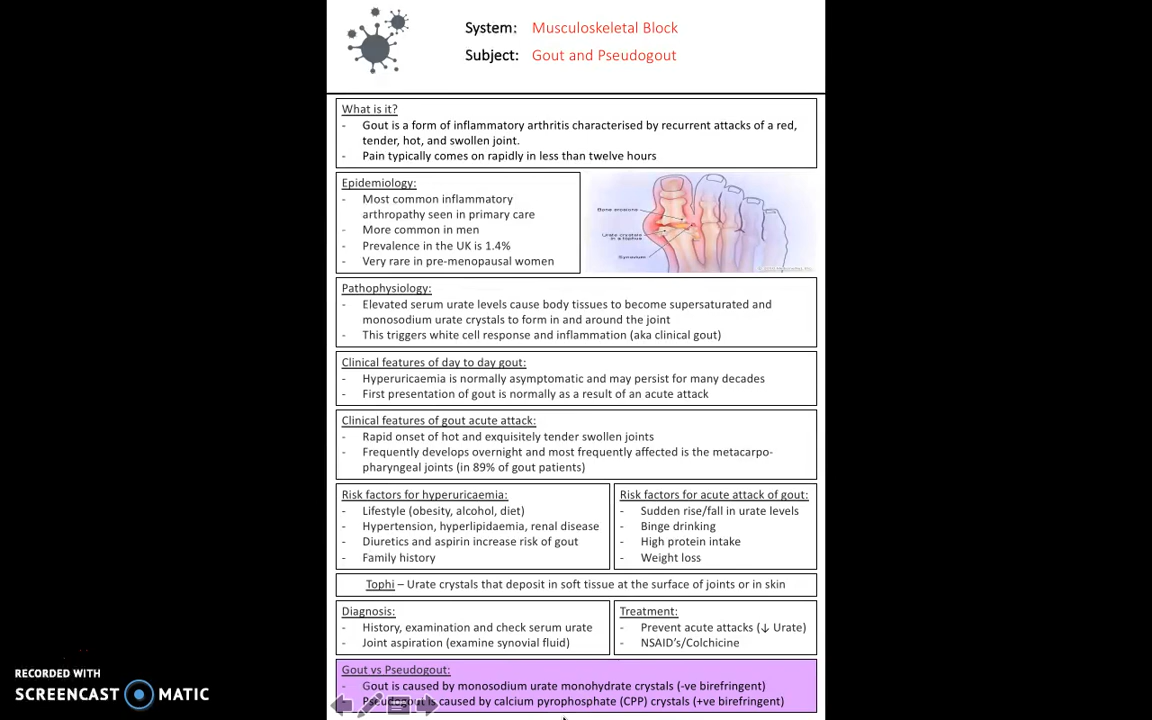 System: Musculoskeletal Block
Subject: Gout and Pseudogout
What is it?
- Gout is a form of inflammatory arthritis characterised by recurrent attacks of a red,
tender, hot, and swollen joint.
- Pain typically comes on rapidly in less than twelve hours
Epidemiology:
- Most common inflammatory
arthropathy seen in primary care
- More common in men
- Prevalence in the UK is 1.4%
- Very rare in pre-menopausal women
Bone erosions
Urate crystals
in a tophus
Synovium
Pathophysiology:
- Elevated serum urate levels cause body tissues to become supersaturated and
monosodium urate crystals to form in and around the joint
- This triggers white cell response and inflammation (aka clinical gout)
Clinical features of day to day gout:
- Hyperuricaemia is normally asymptomatic and may persist for many decades
- First presentation of gout is normally as a result of an acute attack
Clinical features of gout acute attack:
- Rapid onset of hot and exquisitely tender swollen joints
- Frequently develops overnight and most frequently affected is the metacarpo-
pharyngeal joints (in 89% of gout patients)
Risk factors for hyperuricaemia:
- Lifestyle (obesity, alcohol, diet)
- Hypertension, hyperlipidaemia, renal disease
- Diuretics and aspirin increase risk of gout
- Family history
Risk factors for acute attack of gout:
- Sudden rise/fall in urate levels
- Binge drinking
- High protein intake
- Weight loss
Tophi – Urate crystals that deposit in soft tissue at the surface of joints or in skin
Diagnosis:
- History, examination and check serum urate
- Joint aspiration (examine synovial fluid)
Treatment:
- Prevent acute attacks (↓ Urate)
- NSAID's/Colchicine
Gout vs Pseudogout:
- Gout is caused by monosodium urate monohydrate crystals (-ve birefringent)
- Pseudogout is caused by calcium pyrophosphate (CPP) crystals (+ve birefringent)
RECORDED WITH
SCREENCAST MATIC